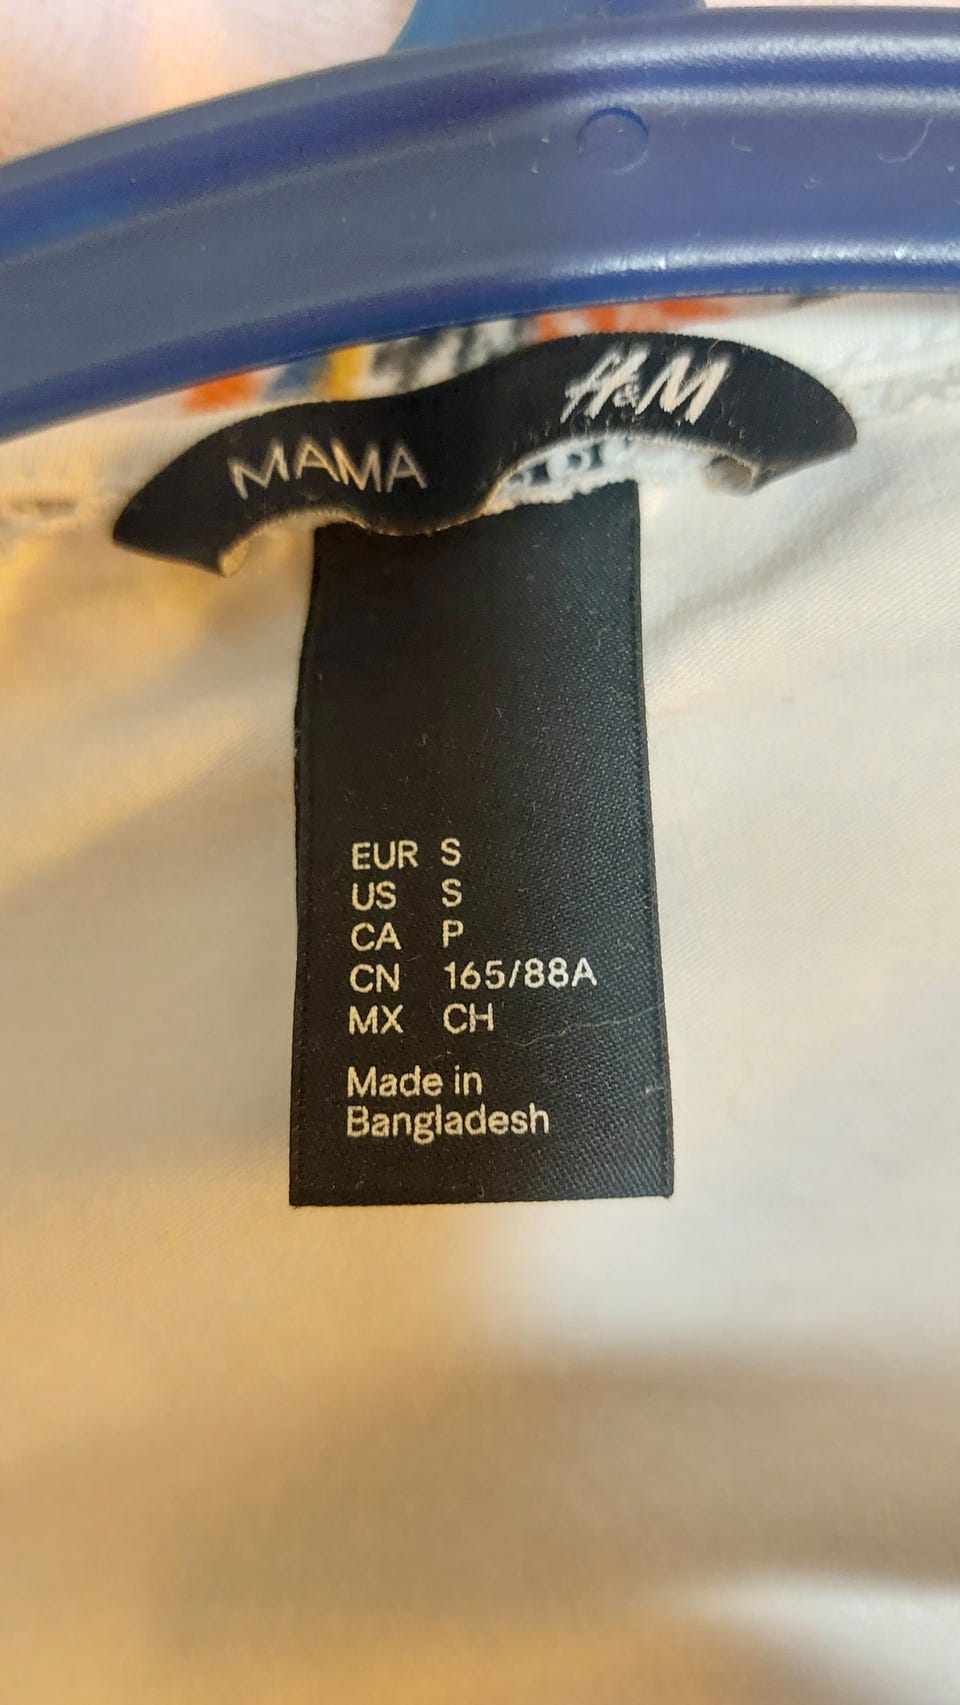 MAMA H&M
EUR S
US S
CA P
CN 165/88A
MX CH
Made in
Bangladesh